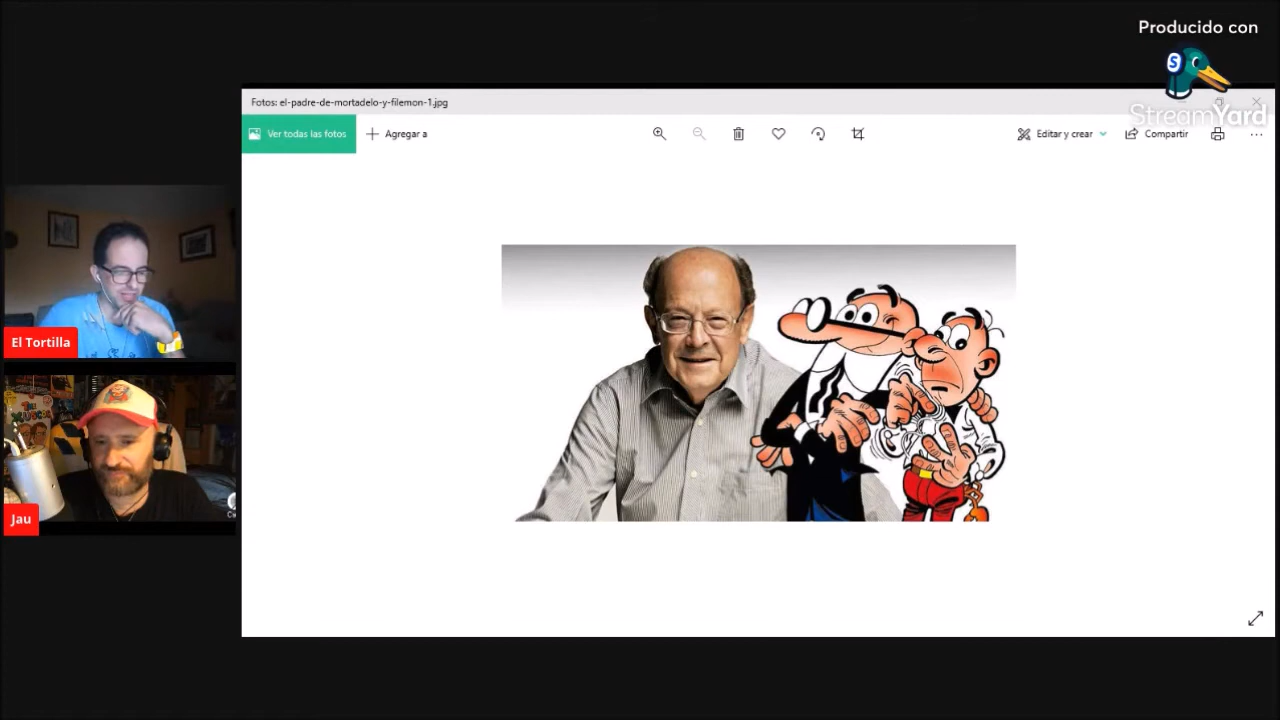 Producido con
StreamYard
Fotos: el-padre-de-mortadelo-y-filemon-1.jpg
Ver todas las fotos
Agregar a
Editar y crear
Compartir
El Tortilla
Jau